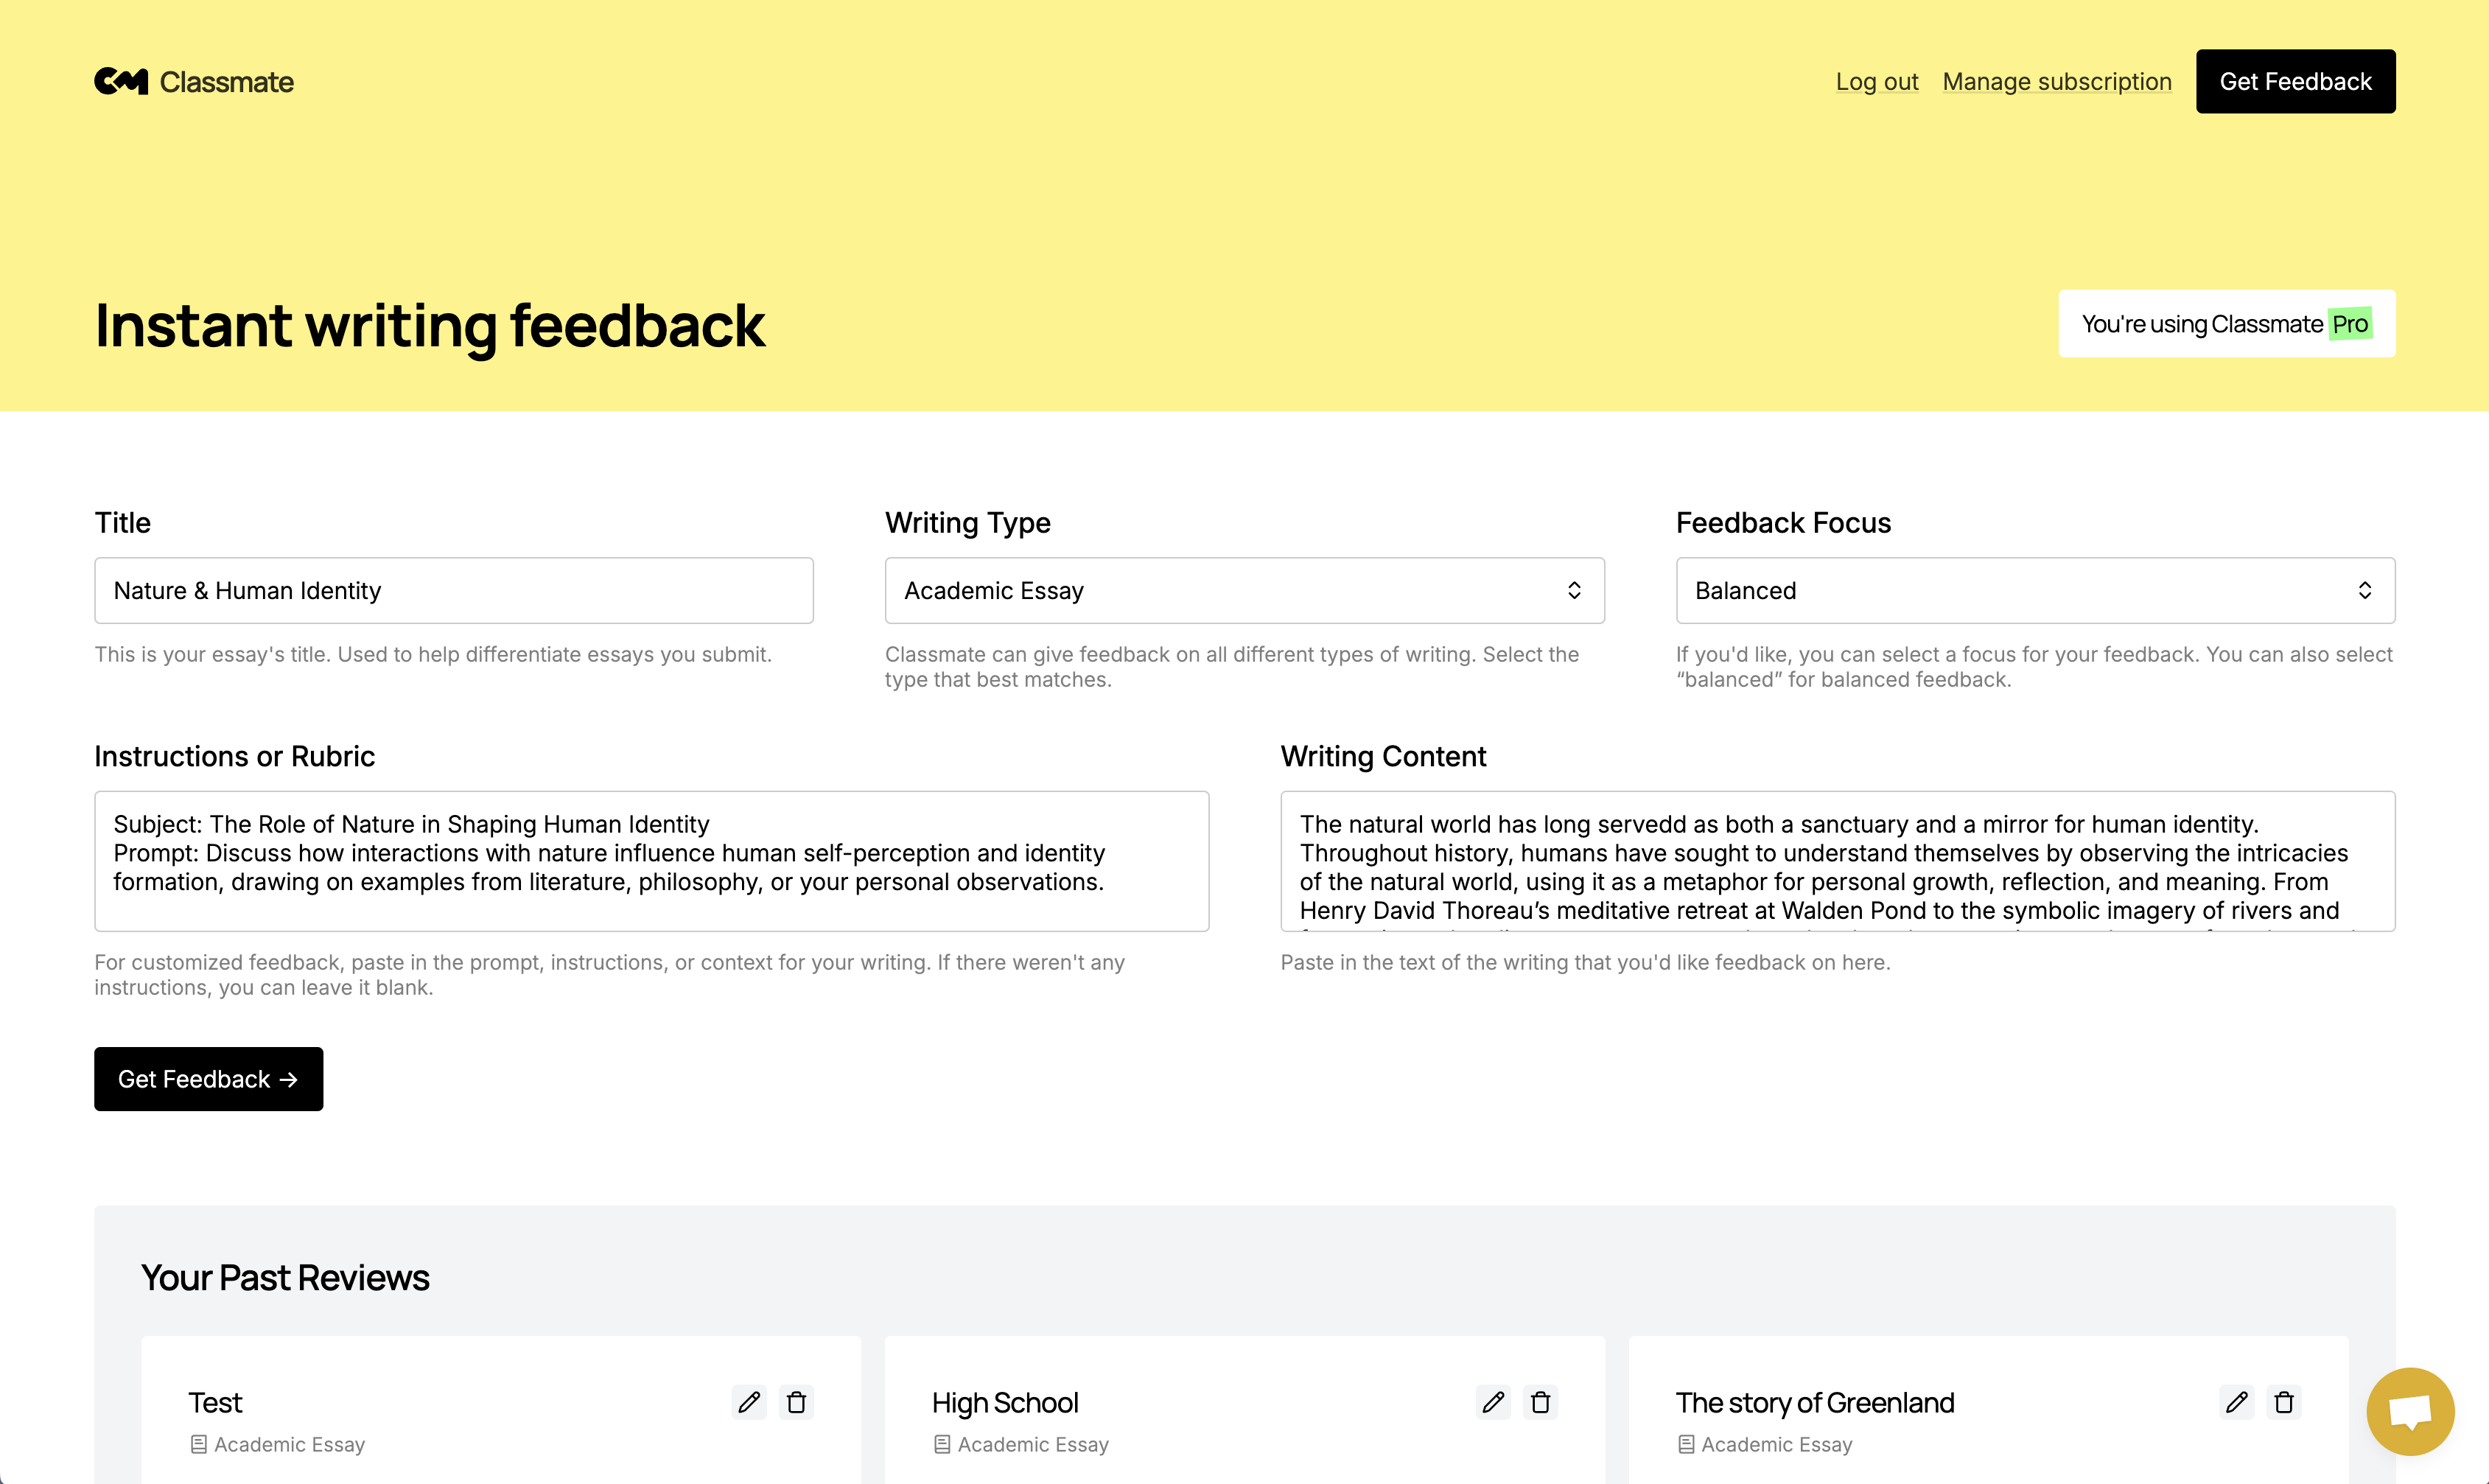 CM Classmate
Log out
Manage subscription
Get Feedback
Instant writing feedback
You're using Classmate Pro
Title
Nature & Human Identity
This is your essay's title. Used to help differentiate essays you submit.
Writing Type
Academic Essay
Classmate can give feedback on all different types of writing. Select the
type that best matches.
Feedback Focus
Balanced
If you'd like, you can select a focus for your feedback. You can also select
“balanced” for balanced feedback.
Instructions or Rubric
Subject: The Role of Nature in Shaping Human Identity
Prompt: Discuss how interactions with nature influence human self-perception and identity
formation, drawing on examples from literature, philosophy, or your personal observations.
For customized feedback, paste in the prompt, instructions, or context for your writing. If there weren't any
instructions, you can leave it blank.
Writing Content
The natural world has long servedd as both a sanctuary and a mirror for human identity.
Throughout history, humans have sought to understand themselves by observing the intricacies
of the natural world, using it as a metaphor for personal growth, reflection, and meaning. From
Henry David Thoreau’s meditative retreat at Walden Pond to the symbolic imagery of rivers and
Paste in the text of the writing that you'd like feedback on here.
Get Feedback →
Your Past Reviews
Test
Academic Essay
High School
Academic Essay
The story of Greenland
Academic Essay